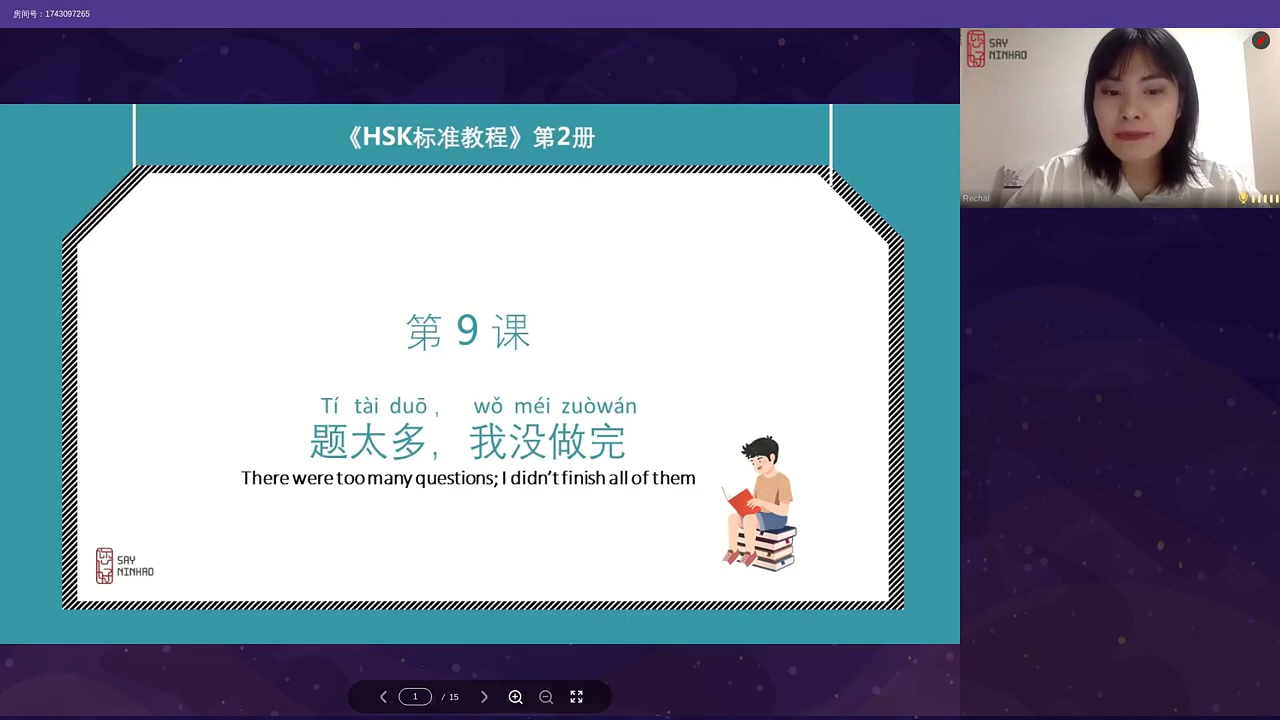 房间号：1743097265
SAY
NINHAO
Rechal
《HSK标准教程》第2册
第 9 课
Tí tài duō , wǒ méi zuòwán
题太多，我没做完
There were too many questions; I didn't finish all of them
SAY
NINHAO
1 / 15